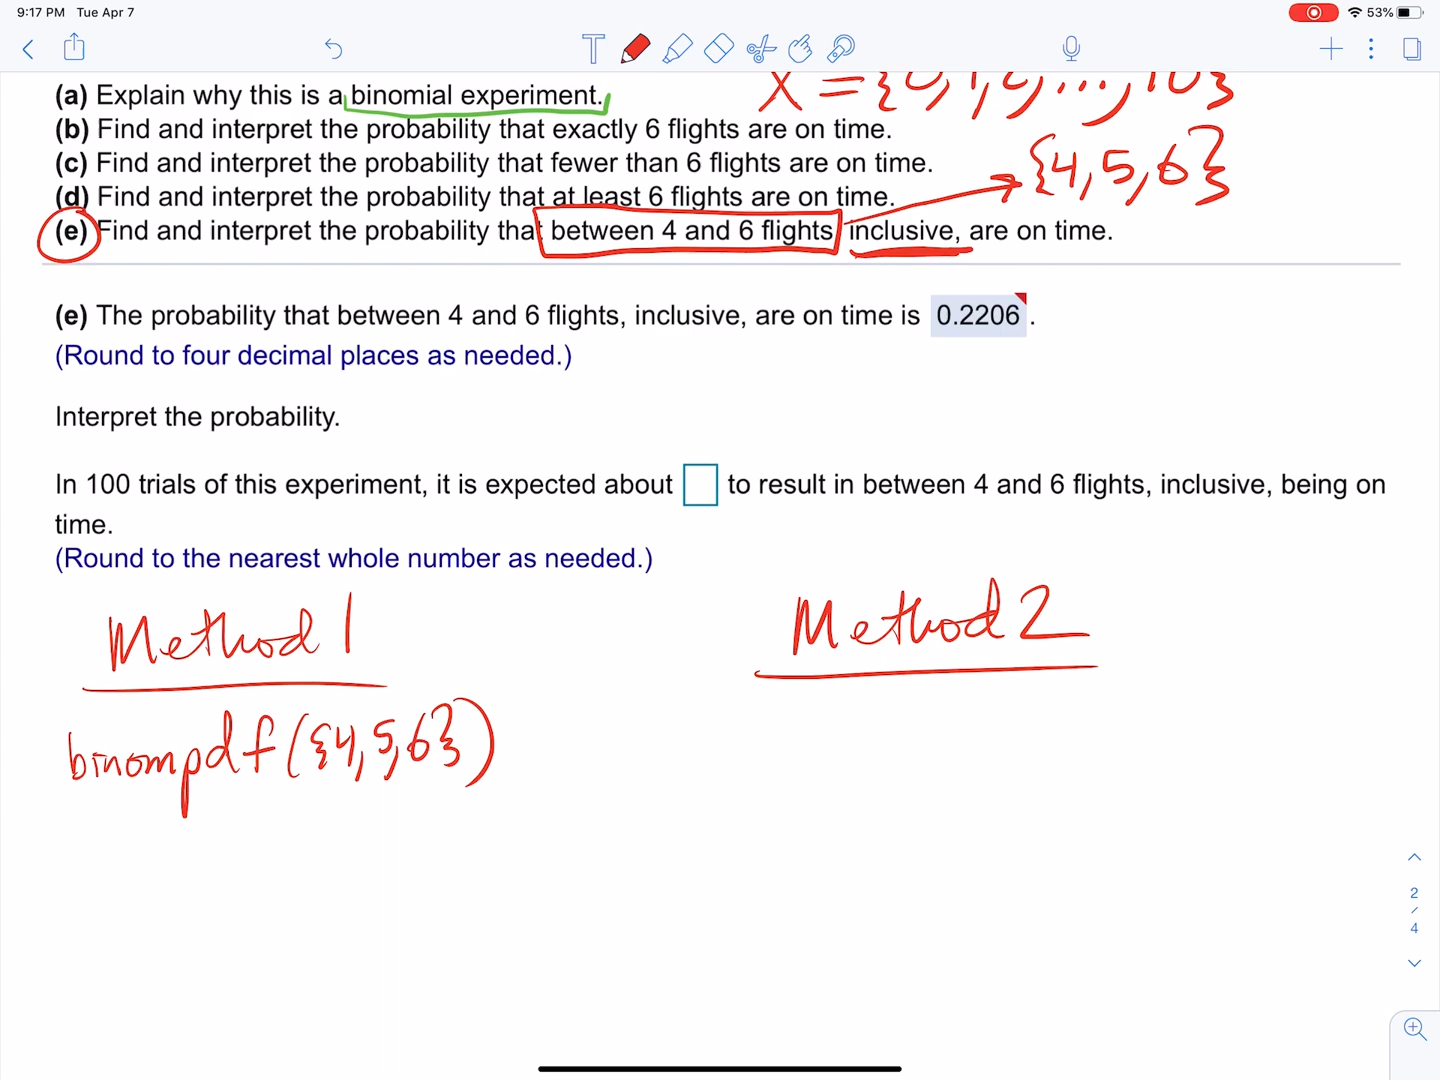 9:17 PM Tue Apr 7
53%
X = {0, 1, 2, ..., 10}
(a) Explain why this is a binomial experiment.
(b) Find and interpret the probability that exactly 6 flights are on time.
(c) Find and interpret the probability that fewer than 6 flights are on time.
{4, 5, 6}
(d) Find and interpret the probability that at least 6 flights are on time.
(e) Find and interpret the probability that between 4 and 6 flights, inclusive, are on time.
(e) The probability that between 4 and 6 flights, inclusive, are on time is 0.2206 .
(Round to four decimal places as needed.)
Interpret the probability.
In 100 trials of this experiment, it is expected about to result in between 4 and 6 flights, inclusive, being on
time.
(Round to the nearest whole number as needed.)
Method 1
Method 2
binompdf({4,5,6})
2
/
4